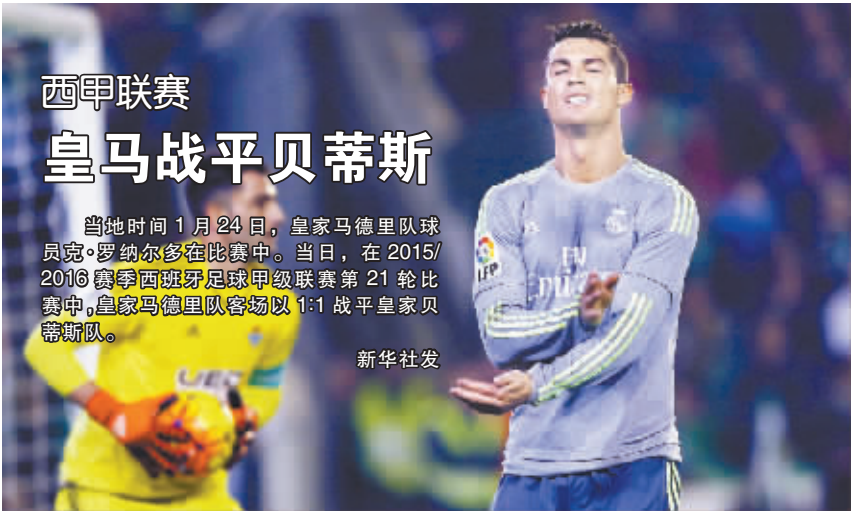 西甲联赛
皇马战平贝蒂斯
当地时间 1 月 24 日，皇家马德里队球
员克·罗纳尔多在比赛中。当日，在 2015/
2016 赛季西班牙足球甲级联赛第 21 轮比
赛中,皇家马德里队客场以 1:1 战平皇家贝
蒂斯队。
新华社发
LFP
Fly
Emirates